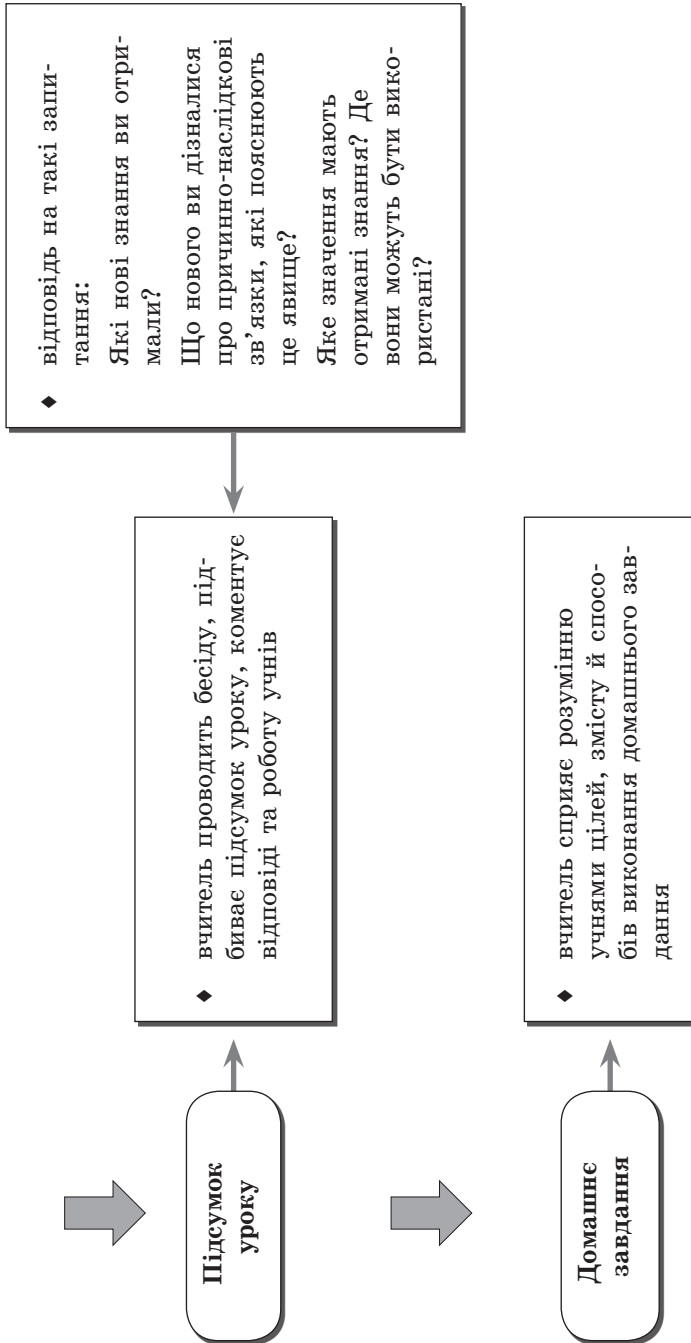 Підсумок
уроку
♦ вчитель проводить бесіду, під-
биває підсумок уроку, коментує
відповіді та роботу учнів
♦ відповідь на такі запи-
тання:
Які нові знання ви отри-
мали?
Що нового ви дізналися
про причинно-наслідкові
зв’язки, які пояснюють
це явище?
Яке значення мають
отримані знання? Де
вони можуть бути вико-
ристані?
Домашнє
завдання
♦ вчитель сприяє розумінню
учнями цілей, змісту й спосо-
бів виконання домашнього зав-
дання